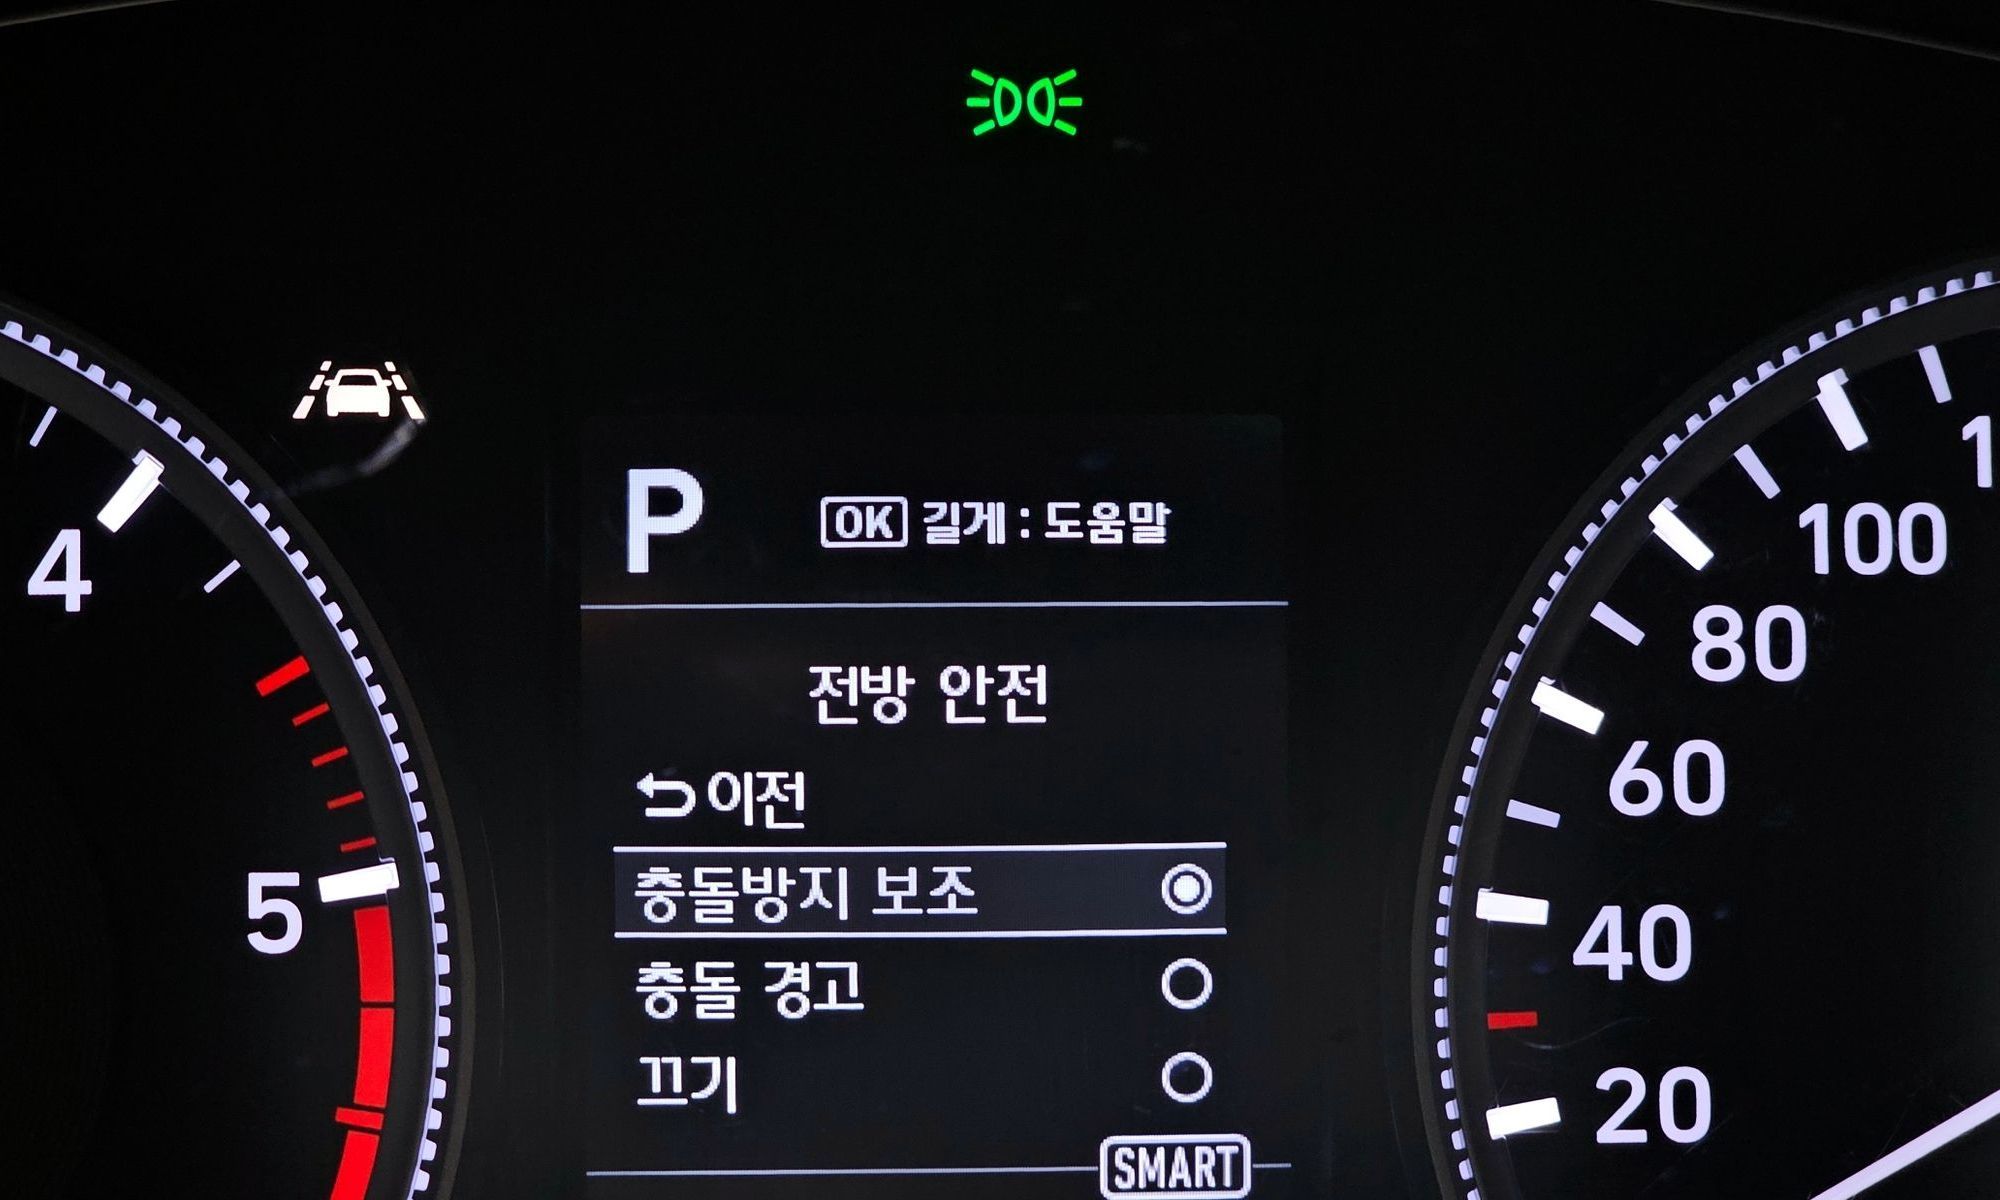 P
OK 길게 : 도움말
전방 안전
이전
충돌방지 보조
충돌 경고
끄기
SMART
4
5
100
80
60
40
20